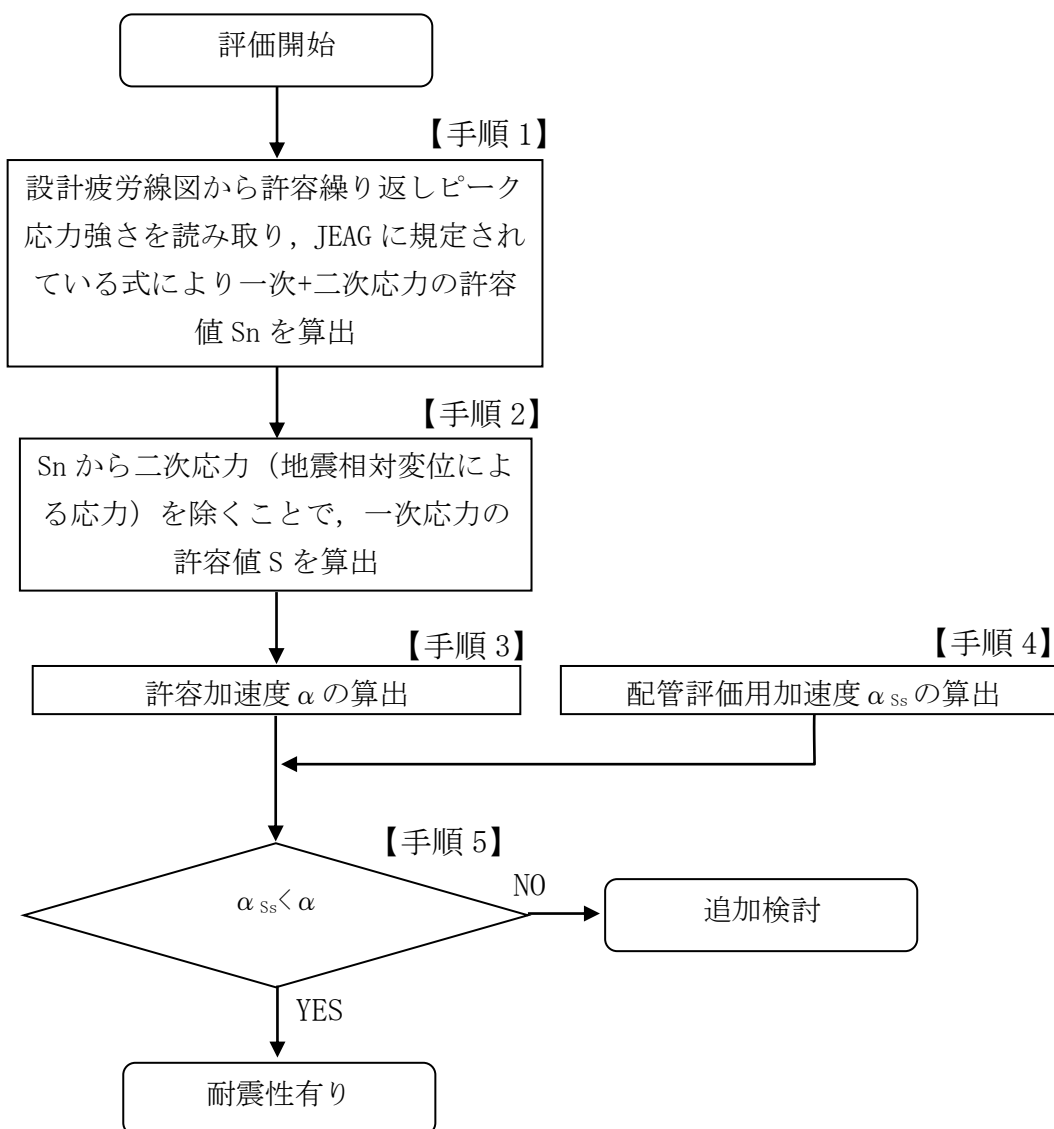 評価開始
【手順 1】
設計疲労線図から許容繰り返しピーク
応力強さを読み取り，JEAG に規定され
ている式により一次+二次応力の許容
値 Sn を算出
【手順 2】
Sn から二次応力（地震相対変位によ
る応力）を除くことで，一次応力の
許容値 S を算出
【手順 3】
【手順 4】
許容加速度 α の算出
配管評価用加速度 αSs の算出
【手順 5】
αSs< α
NO
追加検討
YES
耐震性有り